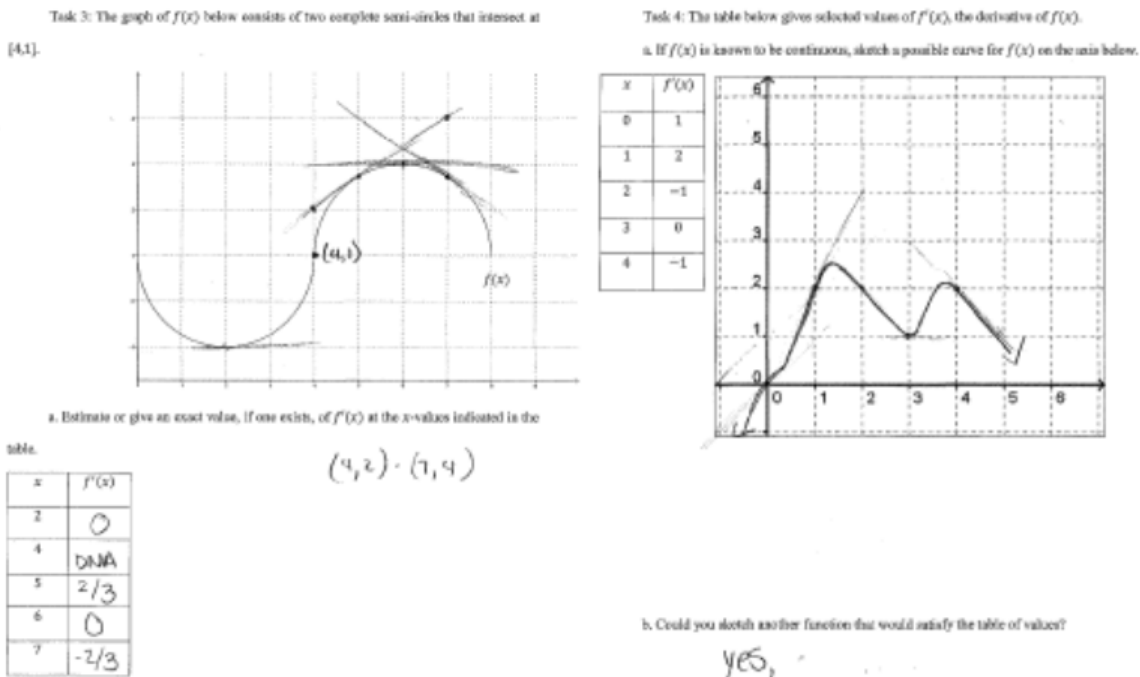 Task 3: The graph of f(x) below consists of two complete semi-circles that intersect at
[4,1].
(4,1)
f(x)
a. Estimate or give an exact value, if one exists, of f'(x) at the x-values indicated in the
table.
(4,2) - (7,4)
x f'(x)
2 0
4 DNA
5 2/3
6 0
7 -2/3
Task 4: The table below gives selected values of f'(x), the derivative of f(x).
a. If f(x) is known to be continuous, sketch a possible curve for f(x) on the axis below.
x f'(x)
0 1
1 2
2 -1
3 0
4 -1
6
5
4
3
2
1
0
0 1 2 3 4 5 6
b. Could you sketch another function that would satisfy the table of values?
yes,